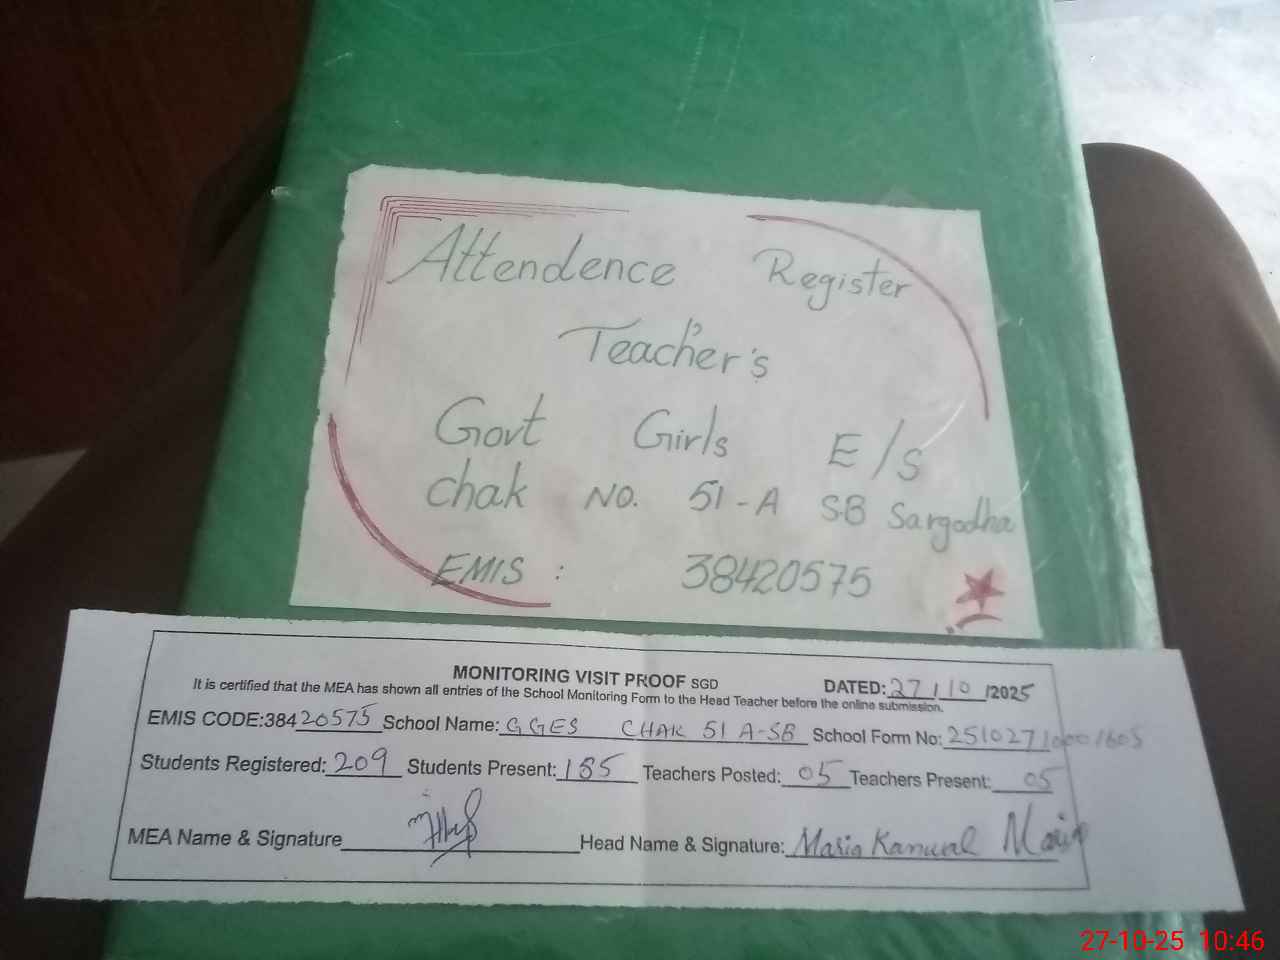 Attendence Register
Teacher's
Govt Girls E/S
chak NO. 51-A SB Sargodha
EMIS : 38420575
MONITORING VISIT PROOF SGD
DATED: 27/10/2025
It is certified that the MEA has shown all entries of the School Monitoring Form to the Head Teacher before the online submission.
EMIS CODE:38420575 School Name: GGES CHAK 51 A-SB School Form No: 25102710001605
Students Registered: 209 Students Present: 185 Teachers Posted: 05 Teachers Present: 05
MEA Name & Signature Head Name & Signature: Maria Kanwal Maria
27-10-25 10:46